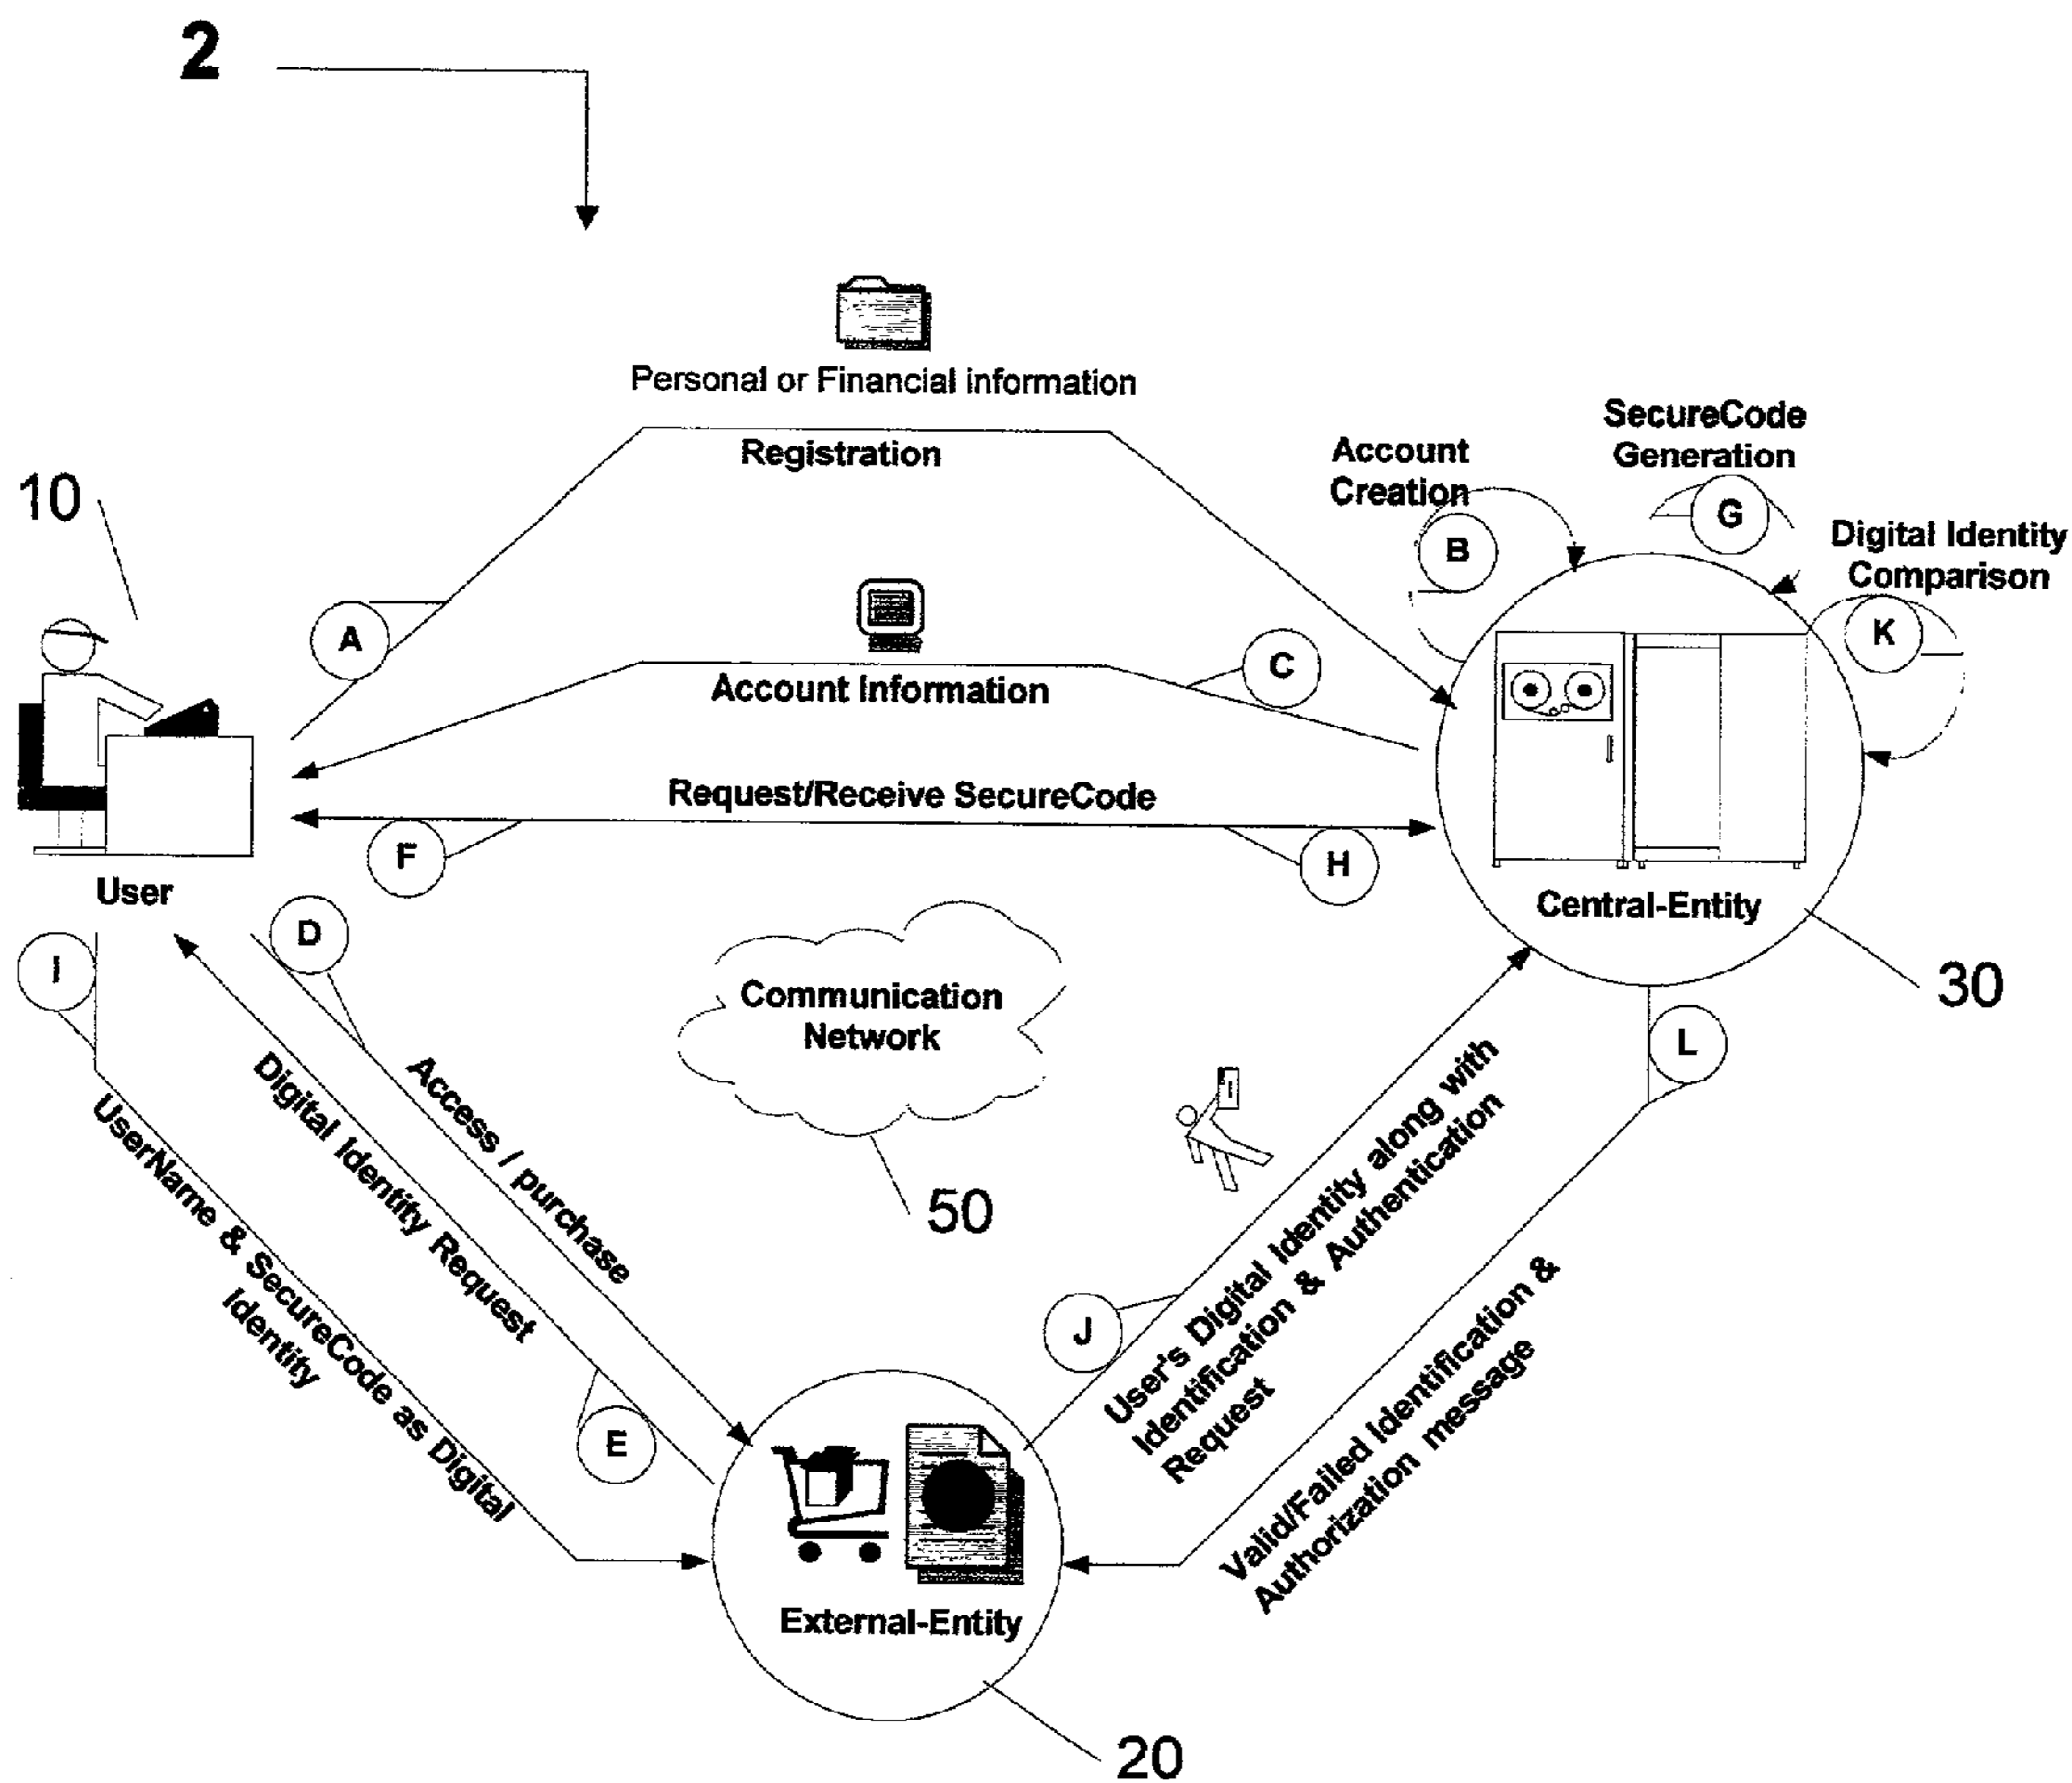 2
Personal or Financial information
Registration
Account
Creation
SecureCode
Generation
Digital Identity
Comparison
10
A
B
G
K
C
Account Information
Request/Receive SecureCode
F
H
User
Central-Entity
30
D
I
L
Communication
Network
50
Access / purchase
Digital Identity Request
UserName & SecureCode as Digital
Identity
User's Digital Identity along with
Identification & Authentication
Request
Valid/Failed Identification &
Authorization message
J
E
External-Entity
20